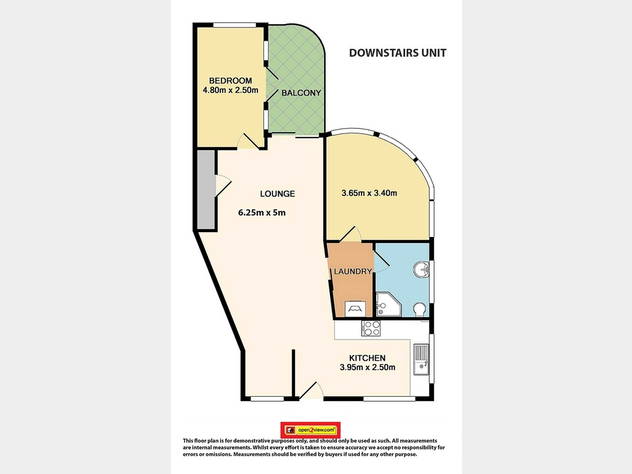 DOWNSTAIRS UNIT
BEDROOM
4.80m x 2.50m
BALCONY
LOUNGE
6.25m x 5m
3.65m x 3.40m
LAUNDRY
KITCHEN
3.95m x 2.50m
open2view.com
This floor plan is for demonstrative purposes only, and should only be used as such. All measurements
are internal measurements. Whilst every effort is taken to ensure accuracy we accept no responsibility for
errors or omissions. Measurements should be verified by buyers if used for any other purpose.